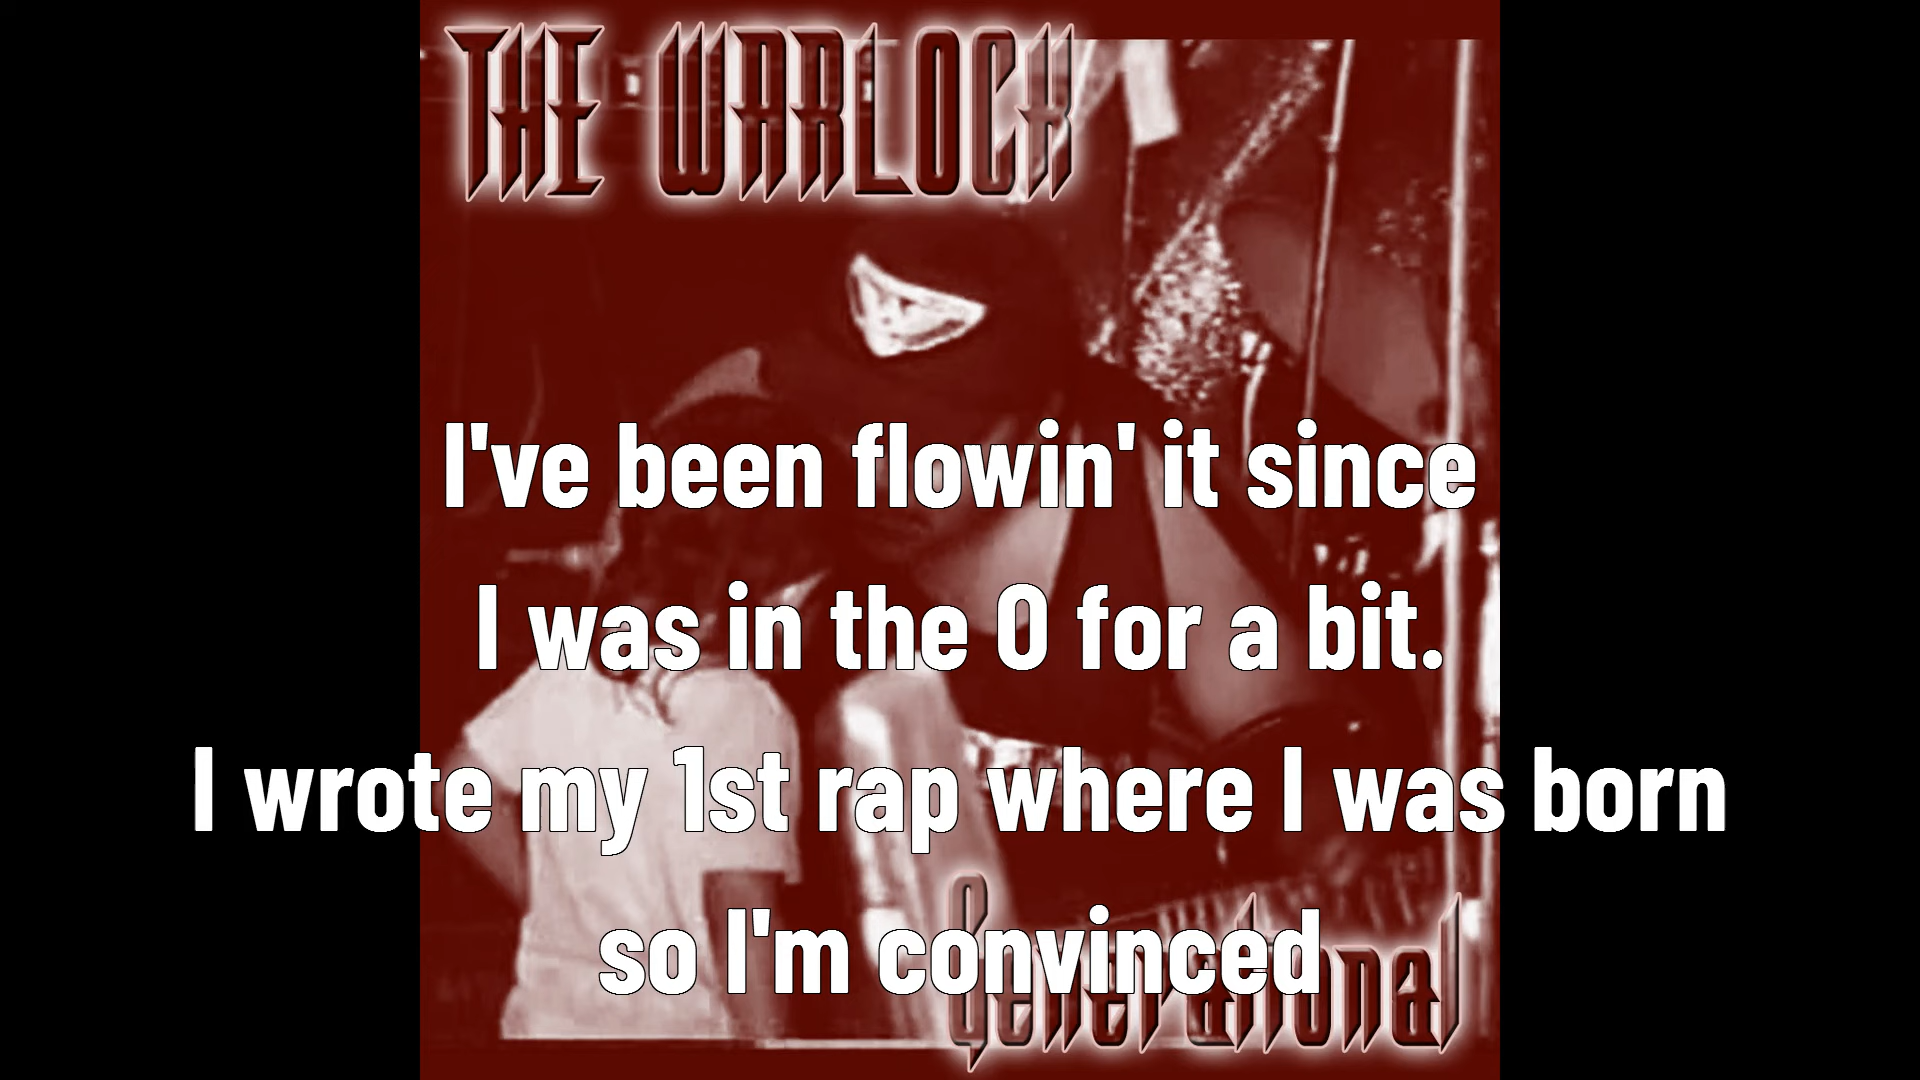 THE WARLOCK
I've been flowin' it since
I was in the O for a bit.
I wrote my 1st rap where I was born
so I'm convinced
Generational